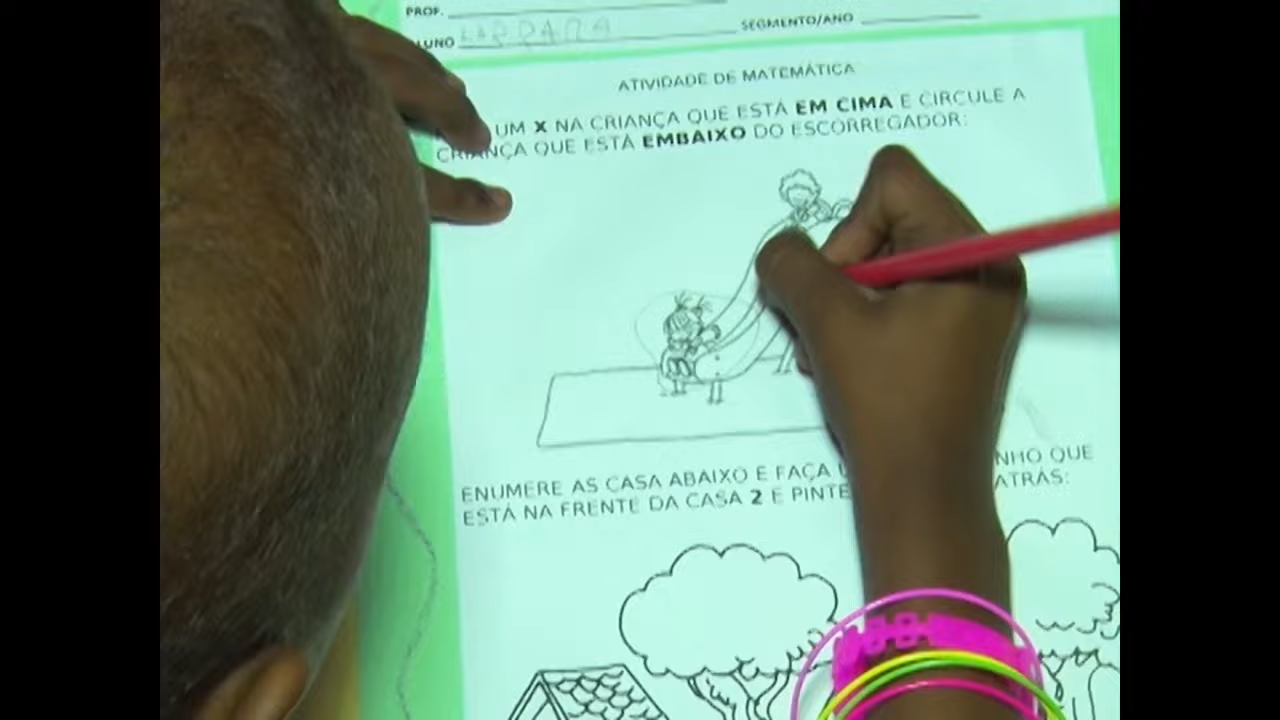 PROF.
ALUNO SEGMENTO/ANO
ATIVIDADE DE MATEMÁTICA
UM X NA CRIANÇA QUE ESTÁ EM CIMA E CIRCULE A
CRIANÇA QUE ESTÁ EMBAIXO DO ESCORREGADOR:
ENUMERE AS CASA ABAIXO E FAÇA NHO QUE
ESTÁ NA FRENTE DA CASA 2 E PINTE ATRÁS: